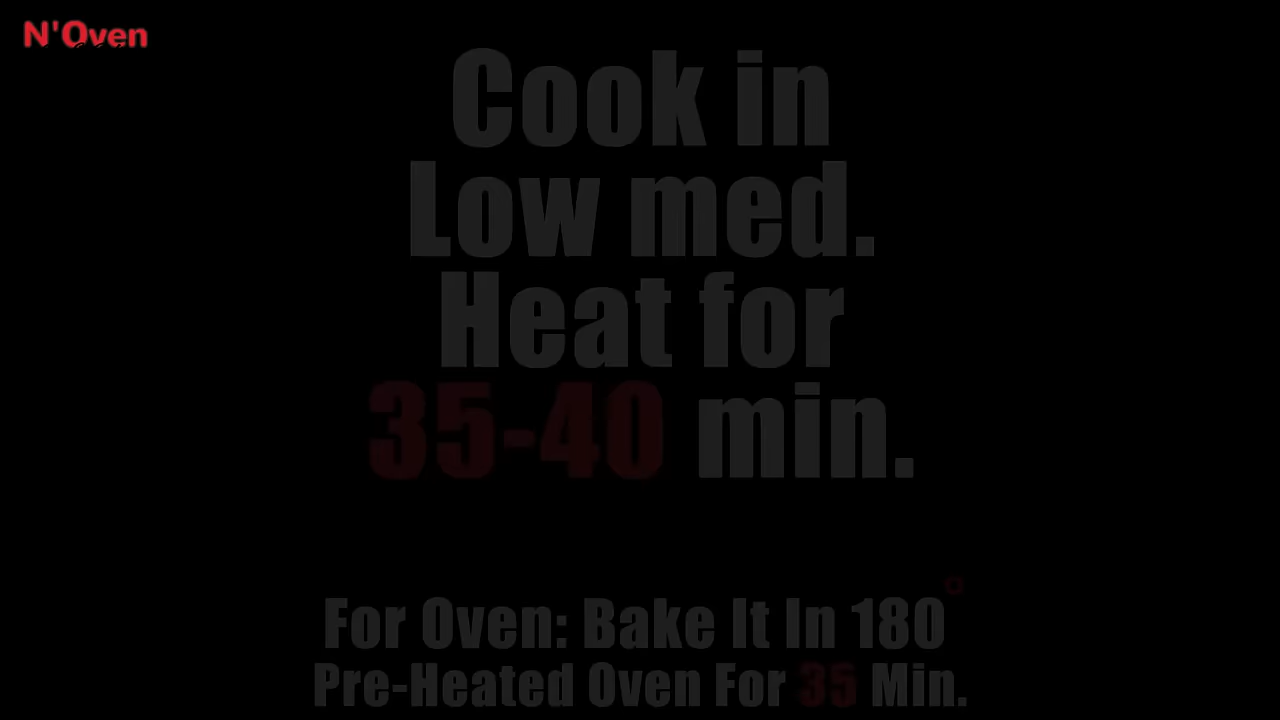 N'Oven
Cook in
Low med.
Heat for
35-40 min.
For Oven: Bake It In 180°
Pre-Heated Oven For 35 Min.